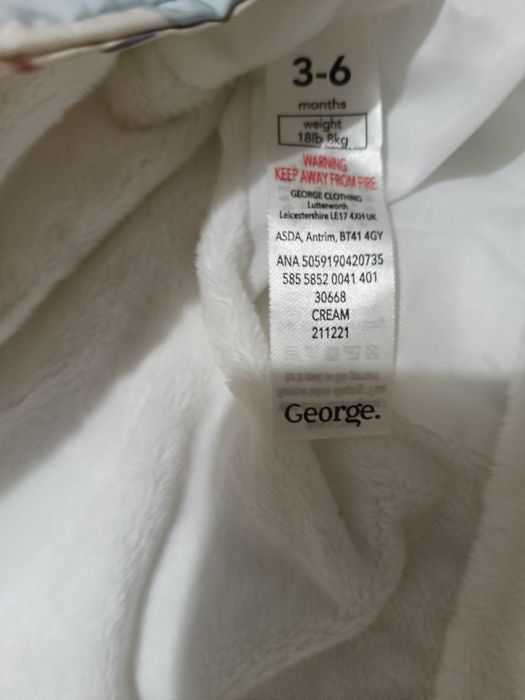 3-6
months
weight
18lb 8kg
WARNING
KEEP AWAY FROM FIRE
GEORGE CLOTHING
Lutterworth
Leicestershire LE17 4XH UK
ASDA, Antrim, BT41 4GY
ANA 5059190420735
585 5852 0041 401
30668
CREAM
211221
George.